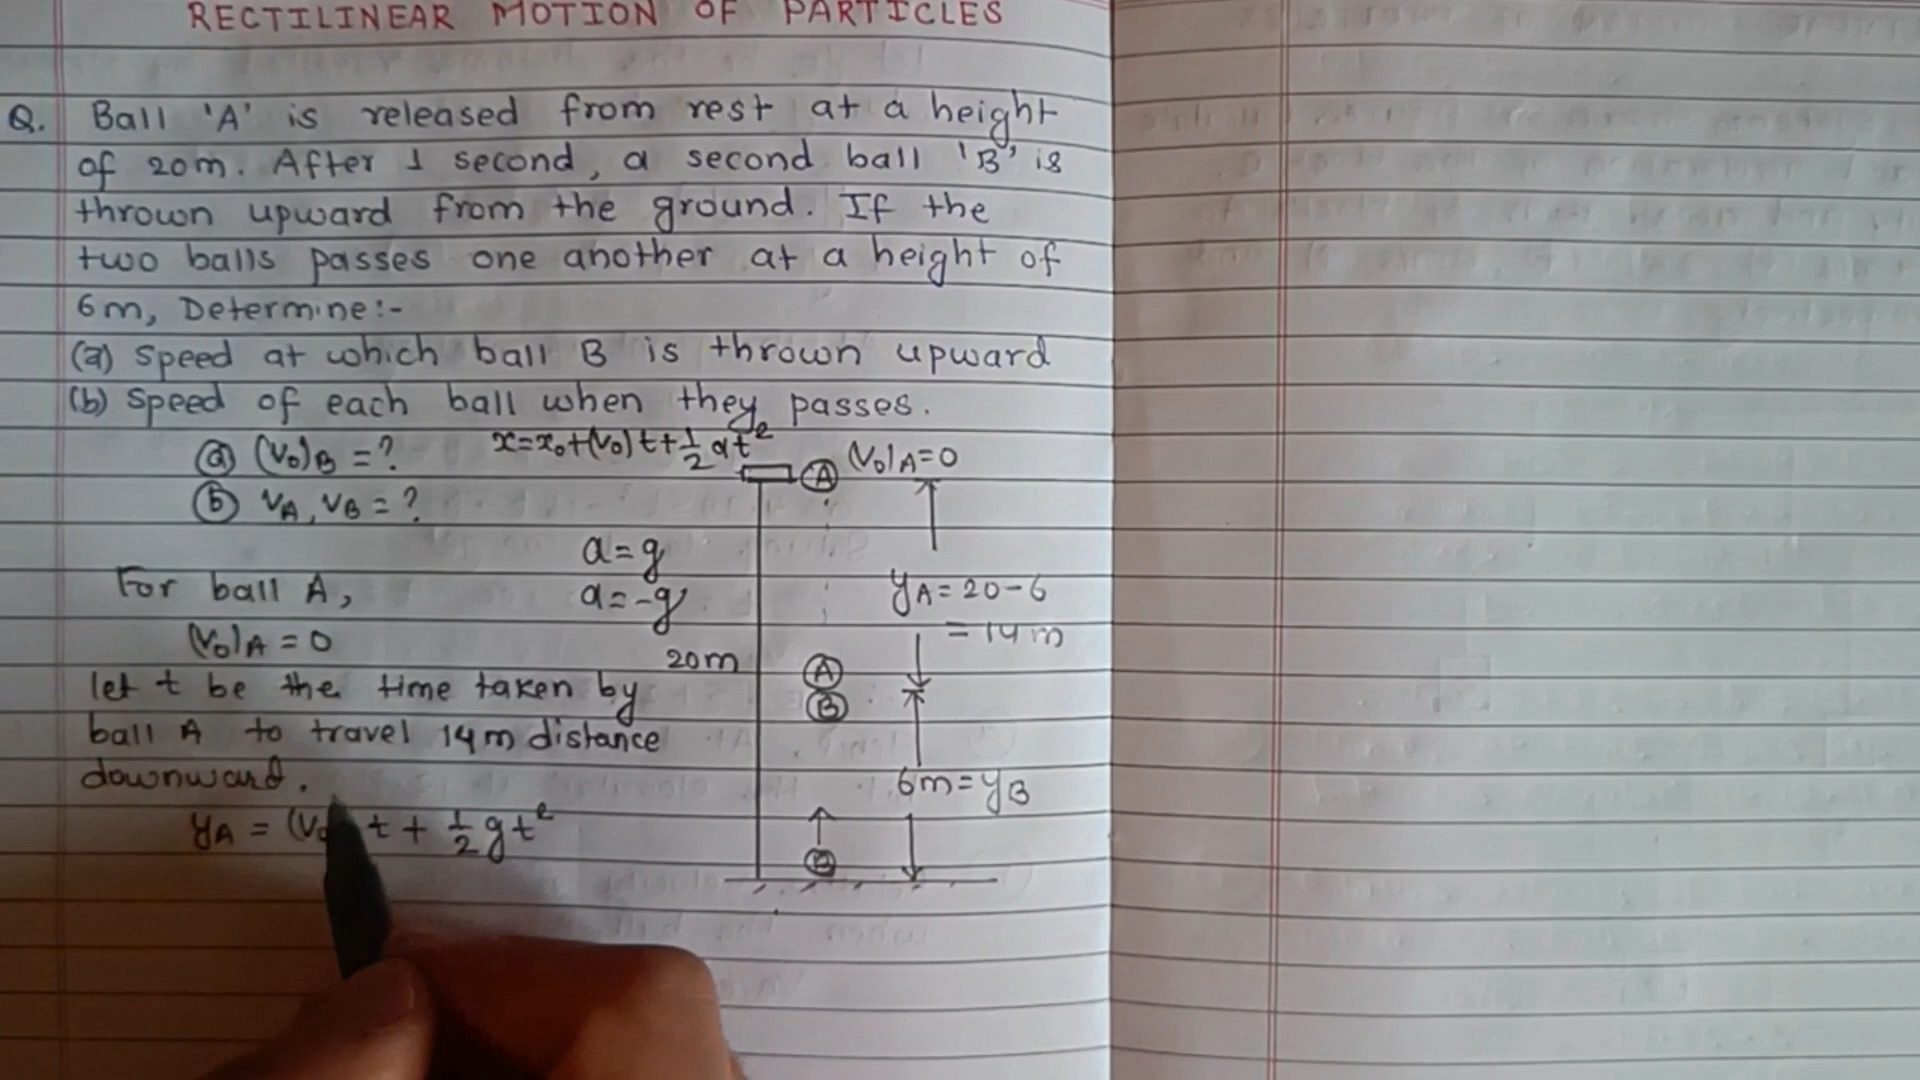 RECTILINEAR MOTION OF PARTICLES
Q. Ball 'A' is released from rest at a height
of 20m. After 1 second, a second ball 'B' is
thrown upward from the ground. If the
two balls passes one another at a height of
6m, Determine:-
(a) Speed at which ball B is thrown upward
(b) Speed of each ball when they passes.
ⓐ (v₀)B = ?
x=x₀+(v₀)t+½at²
ⓑ vA, vB = ?
a=g
a=-g
For ball A,
(v₀)A = 0
let t be the time taken by
ball A to travel 14m distance
downward.
yA = (v₀ t + ½gt²
A
(v₀)A=0
yA=20-6
=14m
20m
A
B
6m=yB
B